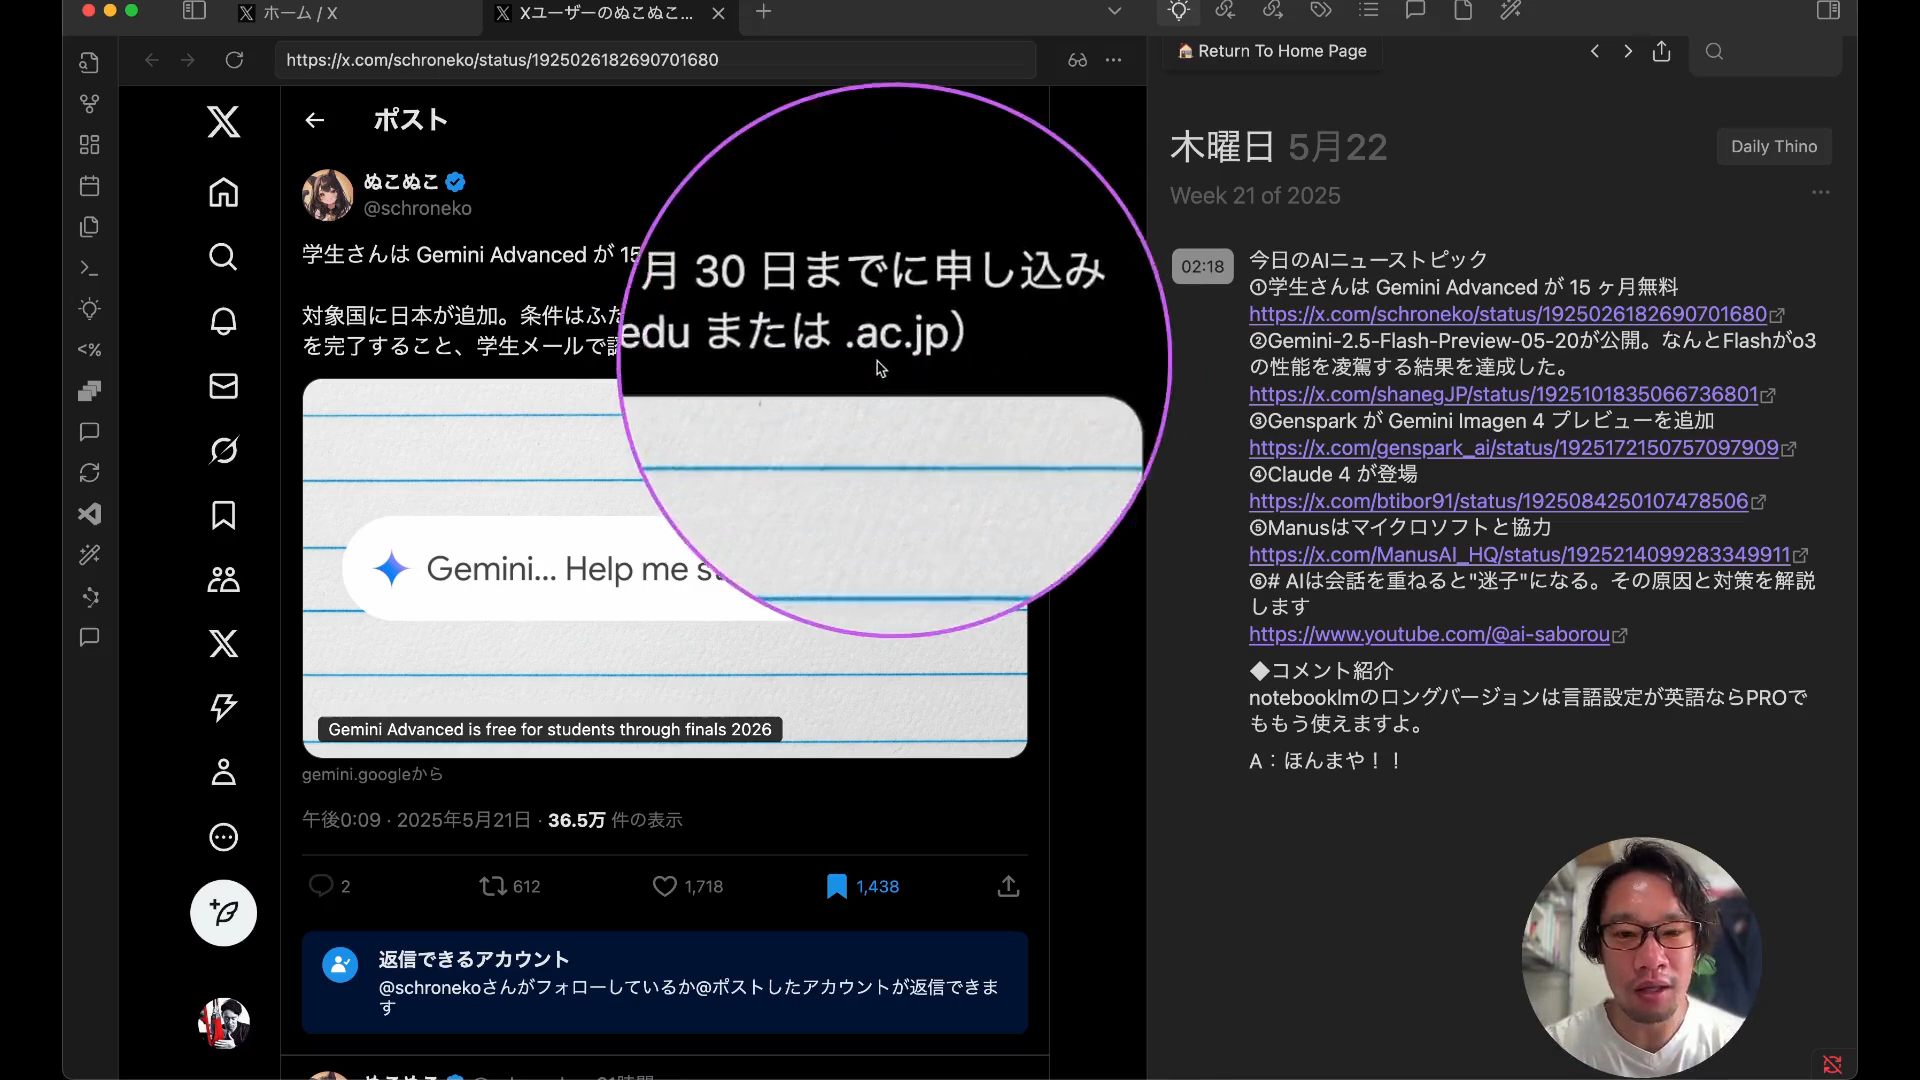 ホーム / X
Xユーザーのぬこぬこ...
https://x.com/schroneko/status/1925026182690701680
ポスト
ぬこぬこ
@schroneko
学生さんは Gemini Advanced が 15
対象国に日本が追加。条件はふた
を完了すること、学生メールで
月 30 日までに申し込み
edu または .ac.jp）
Gemini... Help me
Gemini Advanced is free for students through finals 2026
gemini.googleから
午後0:09 · 2025年5月21日 · 36.5万 件の表示
2
612
1,718
1,438
返信できるアカウント
@schronekoさんがフォローしているか@ポストしたアカウントが返信できま
す
<%
Return To Home Page
木曜日 5月22
Daily Thino
Week 21 of 2025
02:18
今日のAIニューストピック
①学生さんは Gemini Advanced が 15 ヶ月無料
https://x.com/schroneko/status/1925026182690701680
②Gemini-2.5-Flash-Preview-05-20が公開。なんとFlashがo3
の性能を凌駕する結果を達成した。
https://x.com/shanegJP/status/1925101835066736801
③Genspark が Gemini Imagen 4 プレビューを追加
https://x.com/genspark_ai/status/1925172150757097909
④Claude 4 が登場
https://x.com/btibor91/status/1925084250107478506
⑤Manusはマイクロソフトと協力
https://x.com/ManusAI_HQ/status/1925214099283349911
⑥# AIは会話を重ねると"迷子"になる。その原因と対策を解説
します
https://www.youtube.com/@ai-saborou
◆コメント紹介
notebooklmのロングバージョンは言語設定が英語ならPROで
ももう使えますよ。
A：ほんまや！！